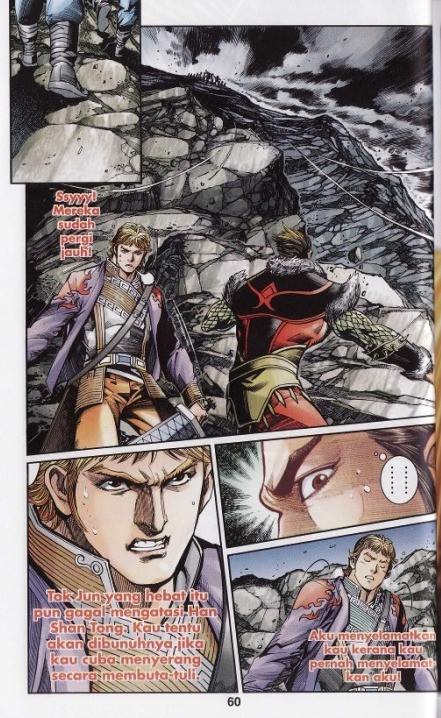 Ssyyy!
Mereka
sudah
pergi
jauh!
Tok Jun yang hebat itu
pun gagal mengatasi Han
Shan Tong. Kau tentu
akan dibunuhnya jika
kau cuba menyerang
secara membuta-tuli.
Aku menyelamatkan
kau kerang kau
pernah menyelamat-
kan aku!
60